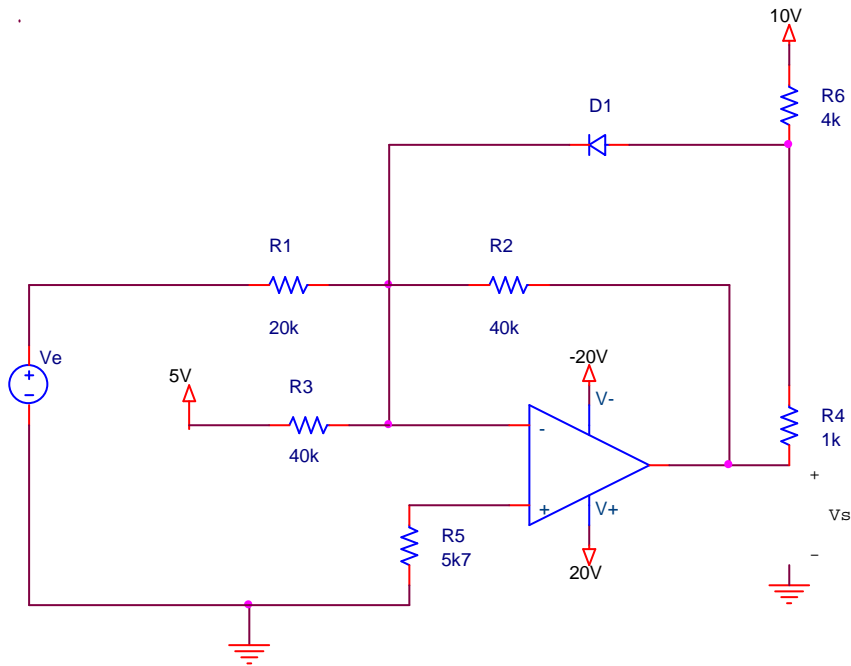 10V
R6
4k
D1
R1
20k
R2
40k
Ve
+
-
5V
R3
40k
-20V
V-
-
+
V+
20V
R5
5k7
R4
1k
+
Vs
-